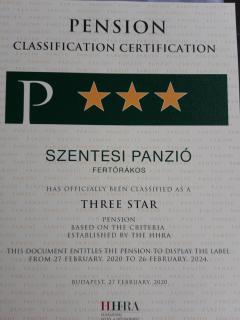 PENSION
CLASSIFICATION CERTIFICATION
P
SZENTESI PANZIÓ
FERTŐRÁKOS
HAS OFFICIALLY BEEN CLASSIFIED AS A
THREE STAR
PENSION
BASED ON THE CRITERIA
ESTABLISHED BY THE HHRA
THIS DOCUMENT ENTITLES THE PENSION TO DISPLAY THE LABEL
FROM 27 FEBRUARY, 2020 TO 26 FEBRUARY, 2024.
BUDAPEST, 27 FEBRUARY, 2020
HHRA
HUNGARIAN